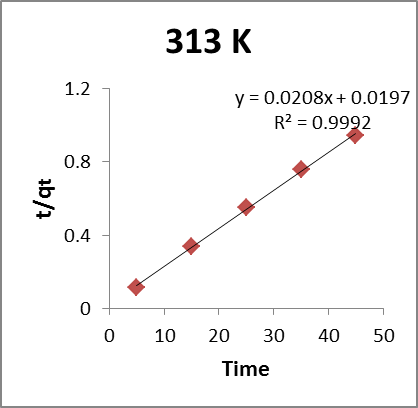 313 K
y = 0.0208x + 0.0197
R² = 0.9992
1.2
0.8
0.4
0
t/qt
0 10 20 30 40 50
Time